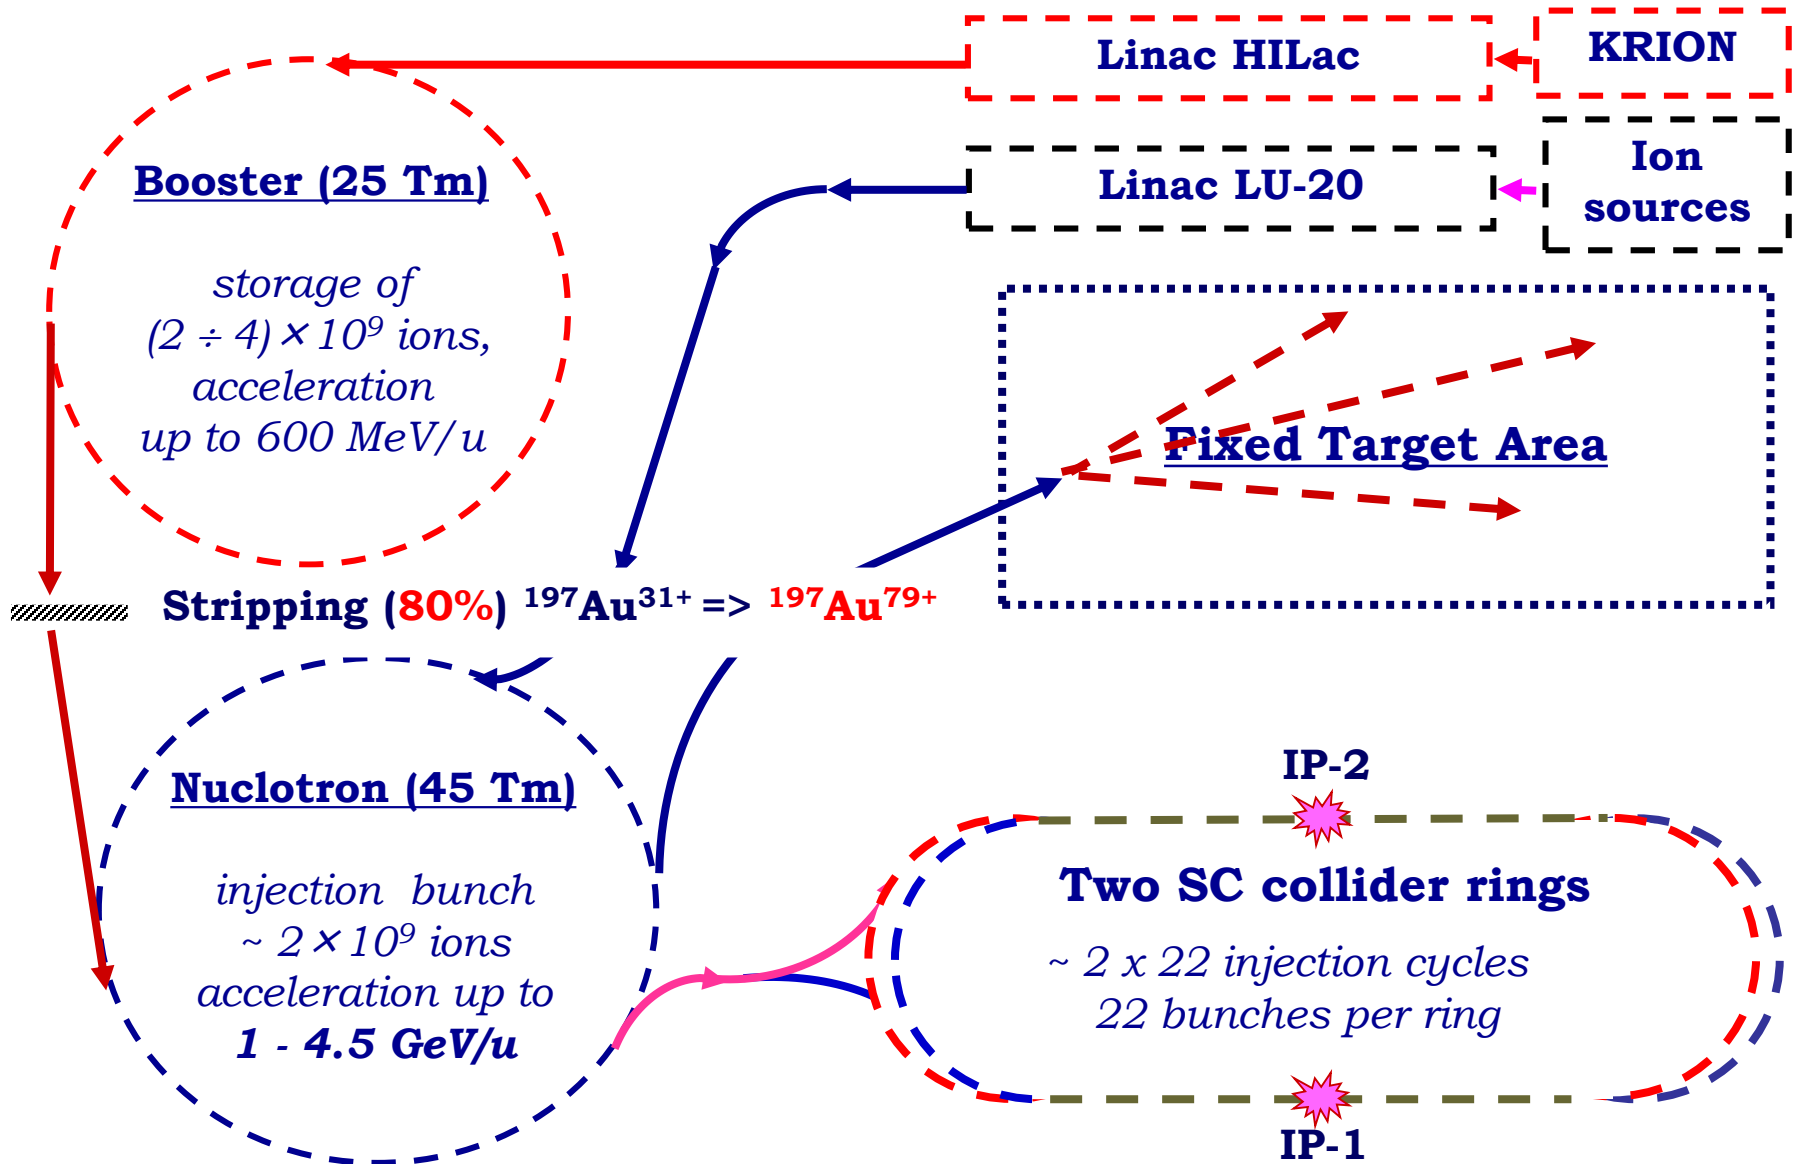 Linac HILac
KRION
Linac LU-20
Ion
sources
Booster (25 Tm)
storage of
(2 ÷ 4)×10⁹ ions,
acceleration
up to 600 MeV/u
Fixed Target Area
Stripping (80%) ¹⁹⁷Au³¹⁺ => ¹⁹⁷Au⁷⁹⁺
Nuclotron (45 Tm)
injection bunch
~ 2×10⁹ ions
acceleration up to
1 - 4.5 GeV/u
IP-2
Two SC collider rings
~ 2 x 22 injection cycles
22 bunches per ring
IP-1